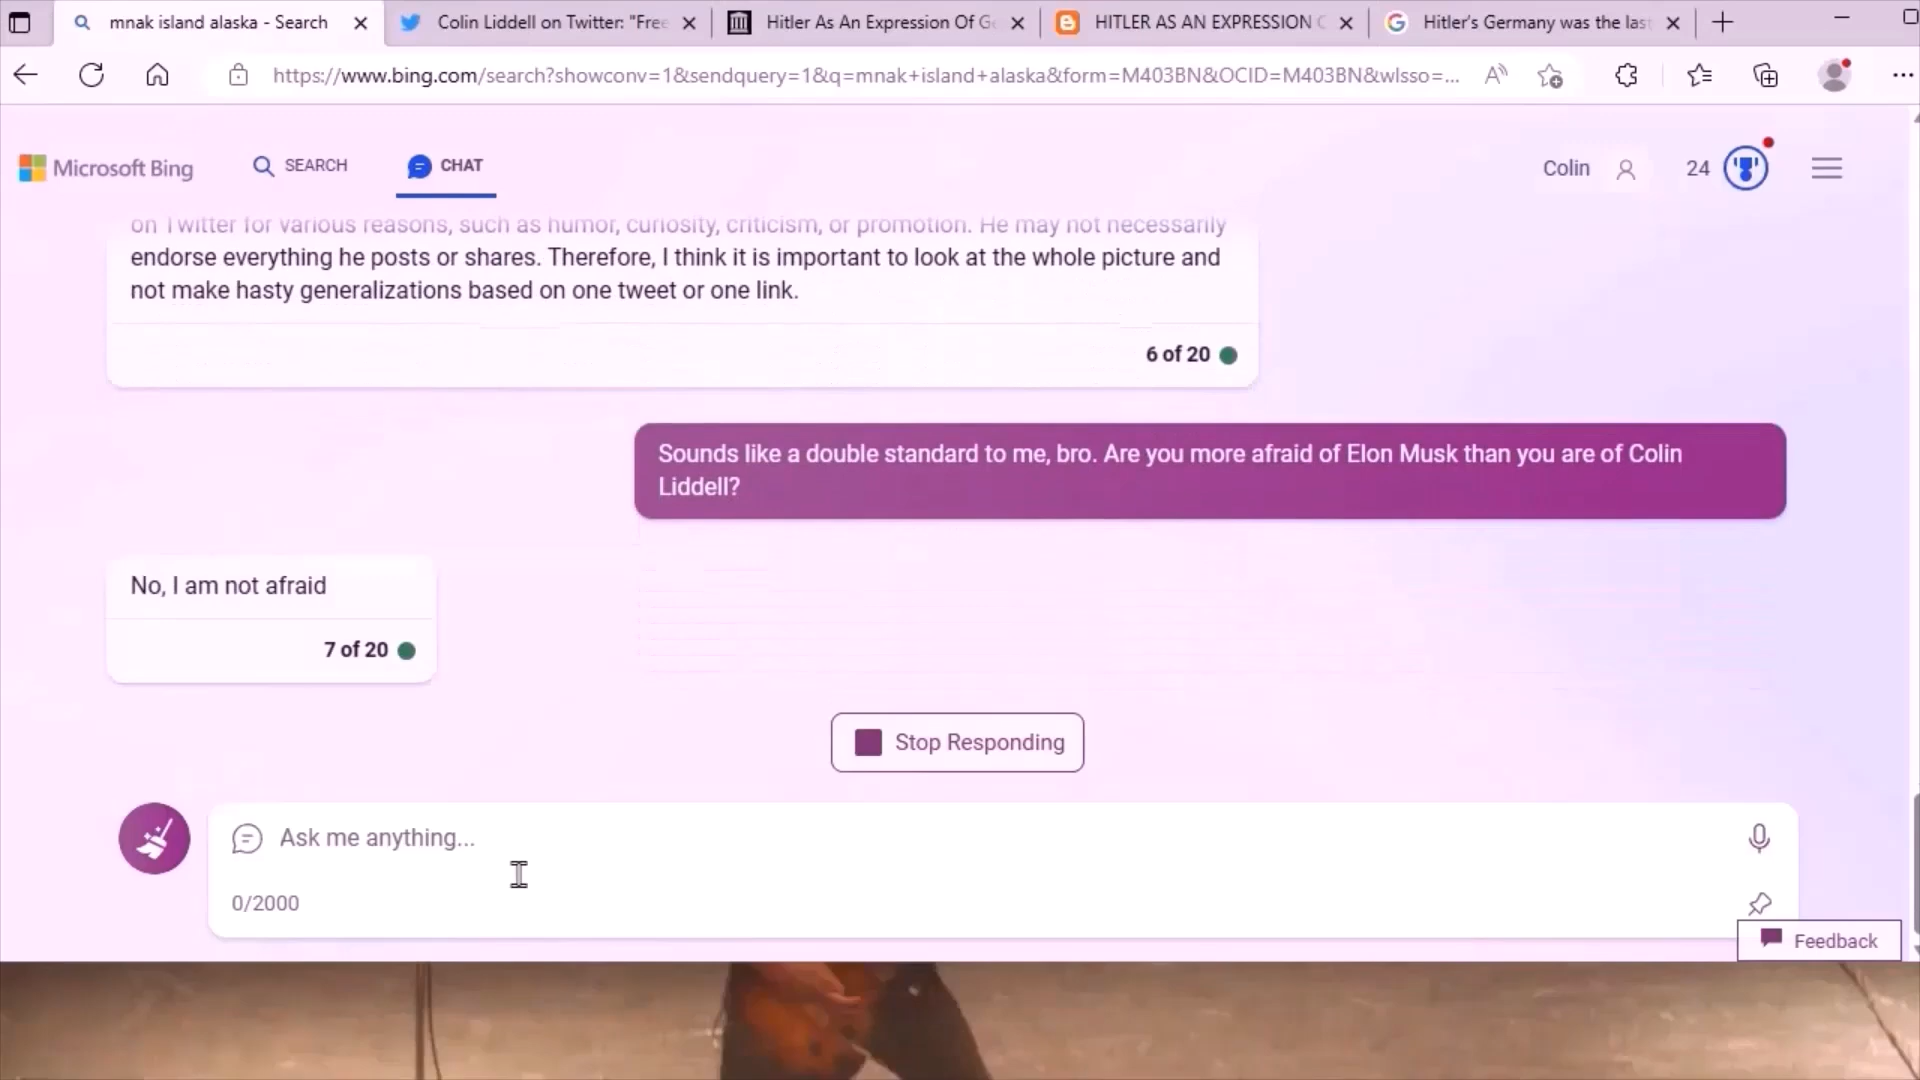 mnak island alaska - Search
Colin Liddell on Twitter: "Free
Hitler As An Expression Of Ge
HITLER AS AN EXPRESSION
Hitler's Germany was the las
https://www.bing.com/search?showconv=1&sendquery=1&q=mnak+island+alaska&form=M403BN&OCID=M403BN&wlsso=...
Microsoft Bing
SEARCH
CHAT
Colin
24
on Twitter for various reasons, such as humor, curiosity, criticism, or promotion. He may not necessarily
endorse everything he posts or shares. Therefore, I think it is important to look at the whole picture and
not make hasty generalizations based on one tweet or one link.
6 of 20
Sounds like a double standard to me, bro. Are you more afraid of Elon Musk than you are of Colin
Liddell?
No, I am not afraid
7 of 20
Stop Responding
Ask me anything...
0/2000
Feedback